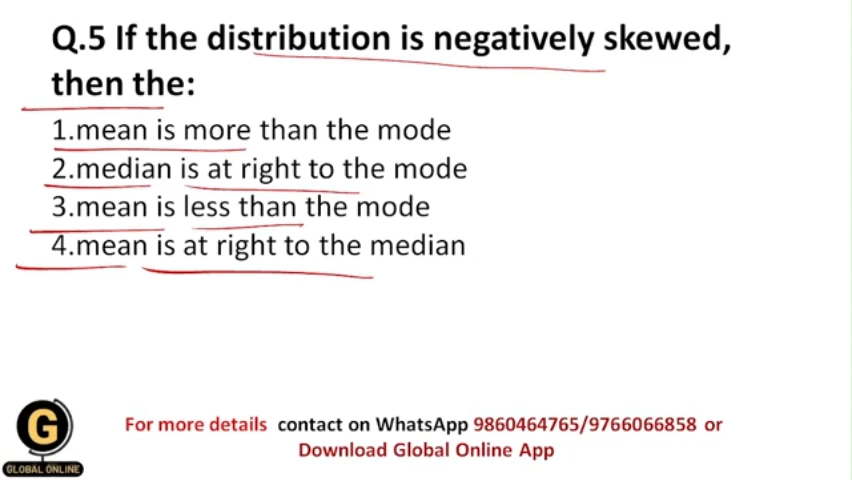 Q.5 If the distribution is negatively skewed,
then the:
1.mean is more than the mode
2.median is at right to the mode
3.mean is less than the mode
4.mean is at right to the median
G
GLOBAL ONLINE
For more details contact on WhatsApp 9860464765/9766066858 or
Download Global Online App